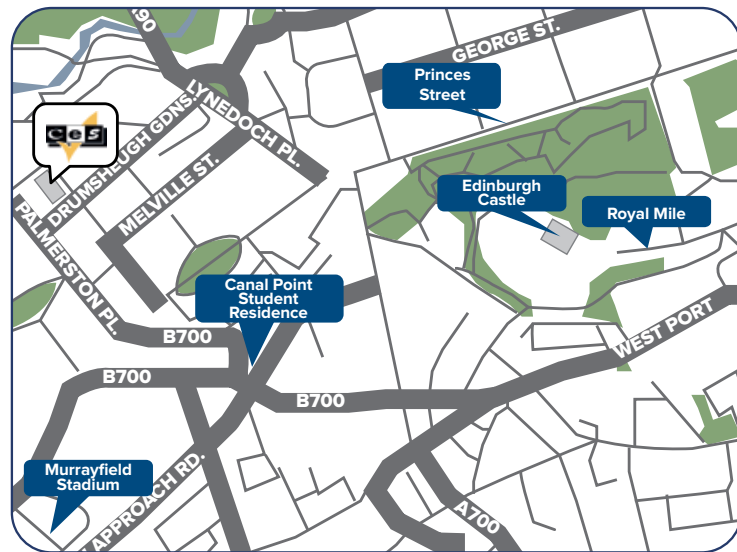 A90
GEORGE ST.
Princes
Street
LYNEDOCH PL.
ces
DRUMSHEUGH GDNS.
MELVILLE ST.
Edinburgh
Castle
Royal Mile
PALMERSTON PL.
Canal Point
Student
Residence
B700
WEST PORT
B700
B700
Murrayfield
Stadium
APPROACH RD.
A700